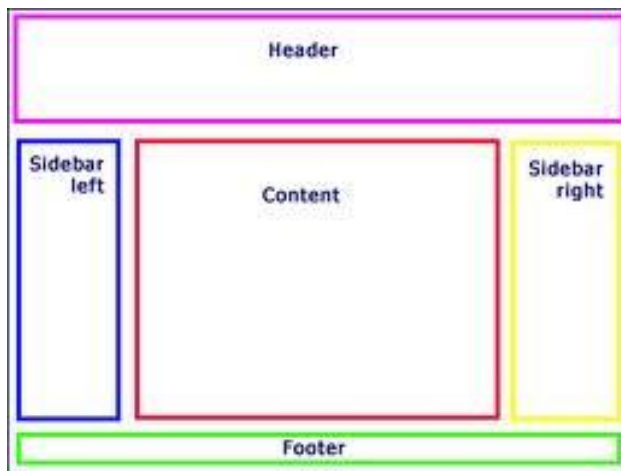 Header
Sidebar
left
Content
Sidebar
right
Footer